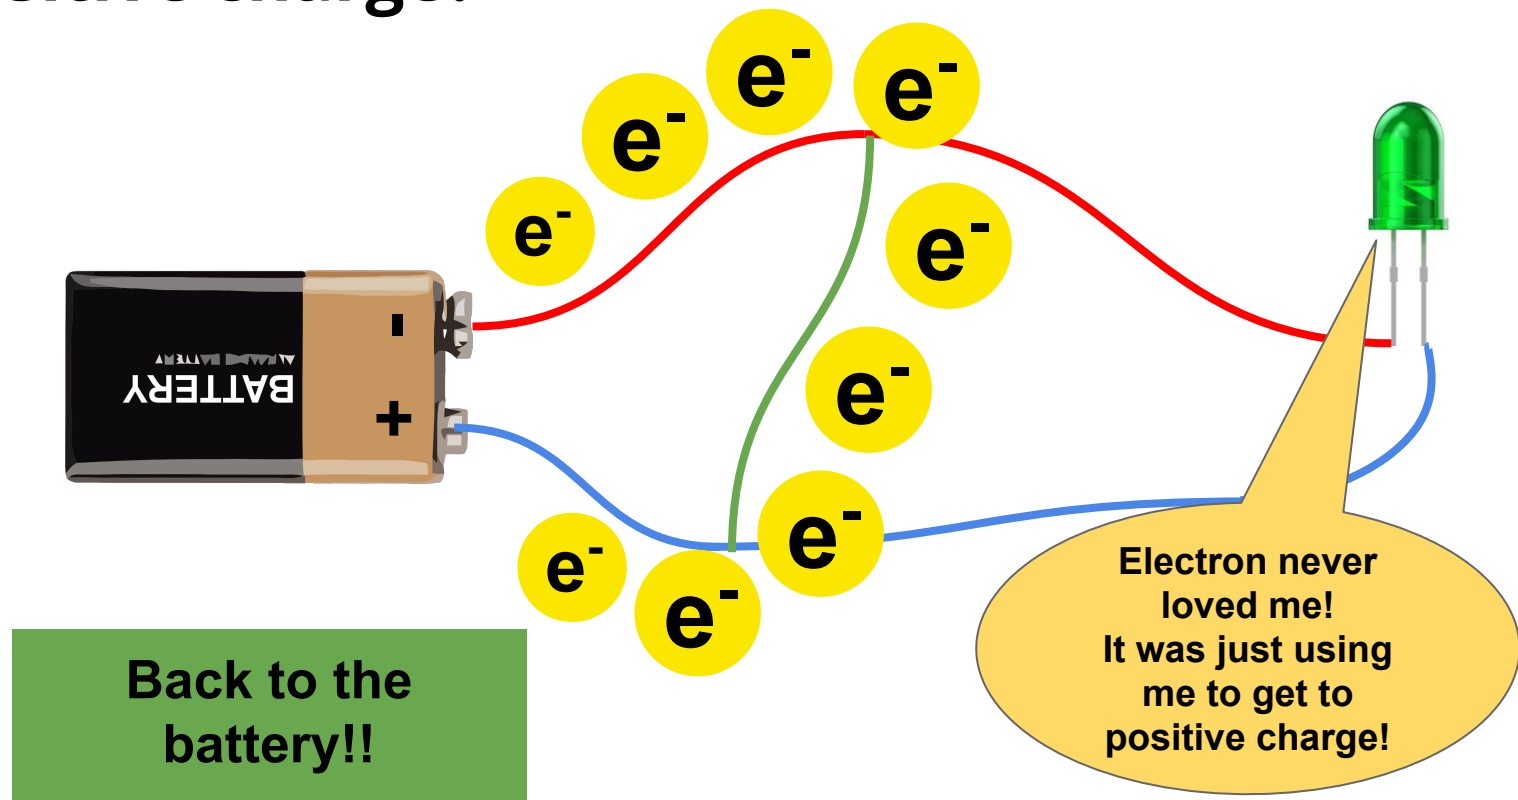 e-
e-
e-
e-
e-
e-
e-
e-
e-
-
+
BATTERY
Electron never
loved me!
It was just using
me to get to
positive charge!
Back to the
battery!!